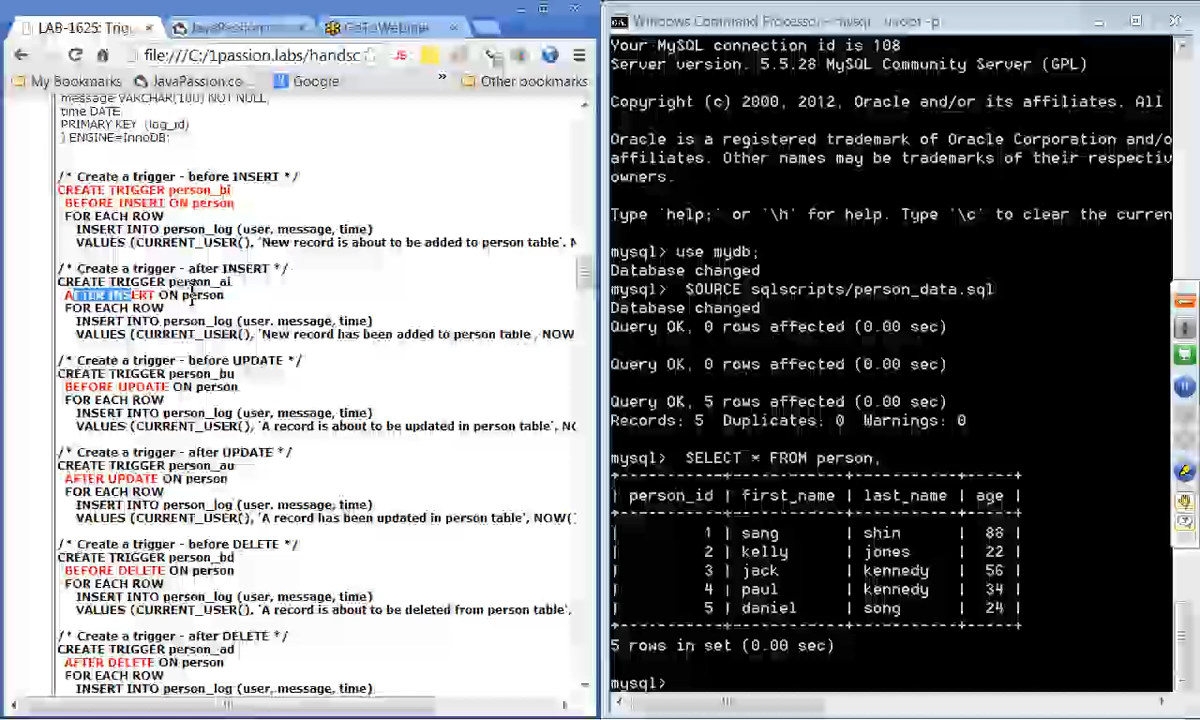 LAB-1625: Trig
JavaPassion.co
GoToWebinar
file:///C:/1passion.labs/handsc
My Bookmarks
JavaPassion.co
Google
Other bookmarks
message VARCHAR(100) NOT NULL,
time DATE,
PRIMARY KEY (log_id)
) ENGINE=InnoDB;
/* Create a trigger - before INSERT */
CREATE TRIGGER person_bi
BEFORE INSERT ON person
FOR EACH ROW
INSERT INTO person_log (user, message, time)
VALUES (CURRENT_USER(), 'New record is about to be added to person table', N
/* Create a trigger - after INSERT */
CREATE TRIGGER person_ai
AFTER INSERT ON person
FOR EACH ROW
INSERT INTO person_log (user, message, time)
VALUES (CURRENT_USER(), 'New record has been added to person table', NOW
/* Create a trigger - before UPDATE */
CREATE TRIGGER person_bu
BEFORE UPDATE ON person
FOR EACH ROW
INSERT INTO person_log (user, message, time)
VALUES (CURRENT_USER(), 'A record is about to be updated in person table', NO
/* Create a trigger - after UPDATE */
CREATE TRIGGER person_au
AFTER UPDATE ON person
FOR EACH ROW
INSERT INTO person_log (user, message, time)
VALUES (CURRENT_USER(), 'A record has been updated in person table', NOW(
/* Create a trigger - before DELETE */
CREATE TRIGGER person_bd
BEFORE DELETE ON person
FOR EACH ROW
INSERT INTO person_log (user, message, time)
VALUES (CURRENT_USER(), 'A record is about to be deleted from person table',
/* Create a trigger - after DELETE */
CREATE TRIGGER person_ad
AFTER DELETE ON person
FOR EACH ROW
INSERT INTO person_log (user, message, time)
Windows Command Processor - mysql -uroot -p
Your MySQL connection id is 108
Server version: 5.5.28 MySQL Community Server (GPL)
Copyright (c) 2000, 2012, Oracle and/or its affiliates. All
Oracle is a registered trademark of Oracle Corporation and/o
affiliates. Other names may be trademarks of their respectiv
owners.
Type 'help;' or '\h' for help. Type '\c' to clear the curren
mysql> use mydb;
Database changed
mysql> SOURCE sqlscripts/person_data.sql
Database changed
Query OK, 0 rows affected (0.00 sec)
Query OK, 0 rows affected (0.00 sec)
Query OK, 5 rows affected (0.00 sec)
Records: 5 Duplicates: 0 Warnings: 0
mysql> SELECT * FROM person;
| person_id | first_name | last_name | age |
| 1 | sang | shin | 88 |
| 2 | kelly | jones | 22 |
| 3 | jack | kennedy | 56 |
| 4 | paul | kennedy | 34 |
| 5 | daniel | song | 24 |
5 rows in set (0.00 sec)
mysql>